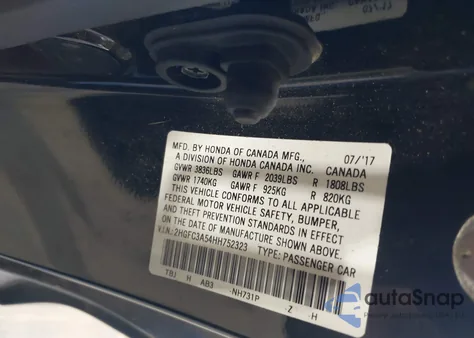 MFD. BY HONDA OF CANADA MFG., 07/'17
A DIVISION OF HONDA CANADA INC. CANADA
GVWR 3836LBS GAWR F 2039LBS R 1808LBS
GVWR 1740KG GAWR F 925KG R 820KG
THIS VEHICLE CONFORMS TO ALL APPLICABLE
FEDERAL MOTOR VEHICLE SAFETY, BUMPER,
AND THEFT PREVENTION STANDARDS IN EFFECT
ON THE DATE OF MANUFACTURE SHOWN ABOVE.
V.I.N.: 2HGFC3A54HH752323 TYPE: PASSENGER CAR
TBJ H AB3 NH731P Z H
autoSnap